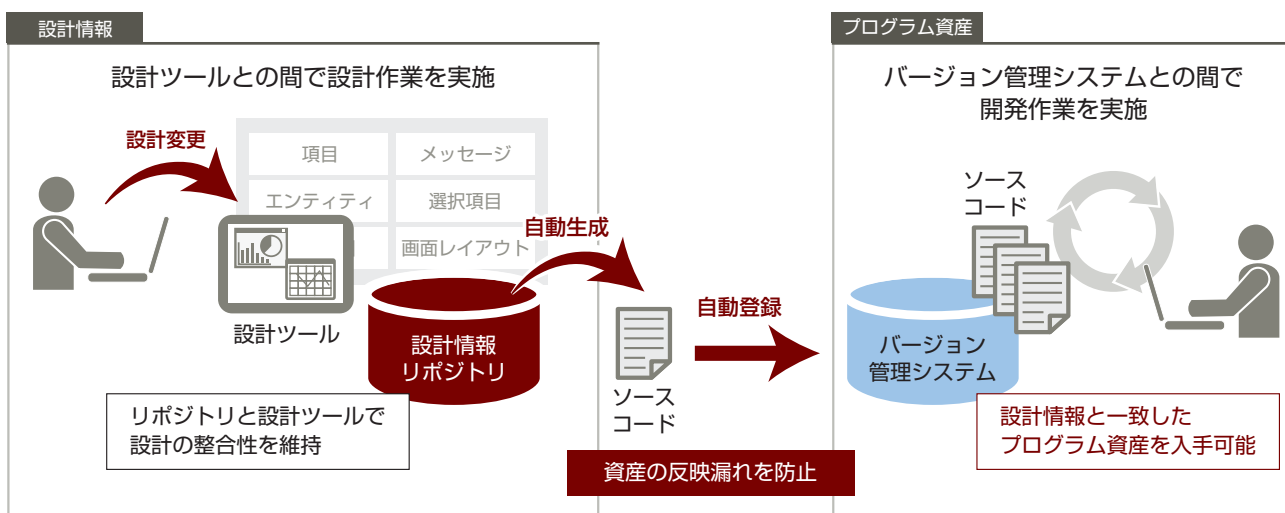 設計情報
設計ツールとの間で設計作業を実施
設計変更
項目
メッセージ
エンティティ
選択項目
画面レイアウト
自動生成
設計ツール
設計情報
リポジトリ
リポジトリと設計ツールで
設計の整合性を維持
ソース
コード
自動登録
資産の反映漏れを防止
プログラム資産
バージョン管理システムとの間で
開発作業を実施
ソース
コード
バージョン
管理システム
設計情報と一致した
プログラム資産を入手可能